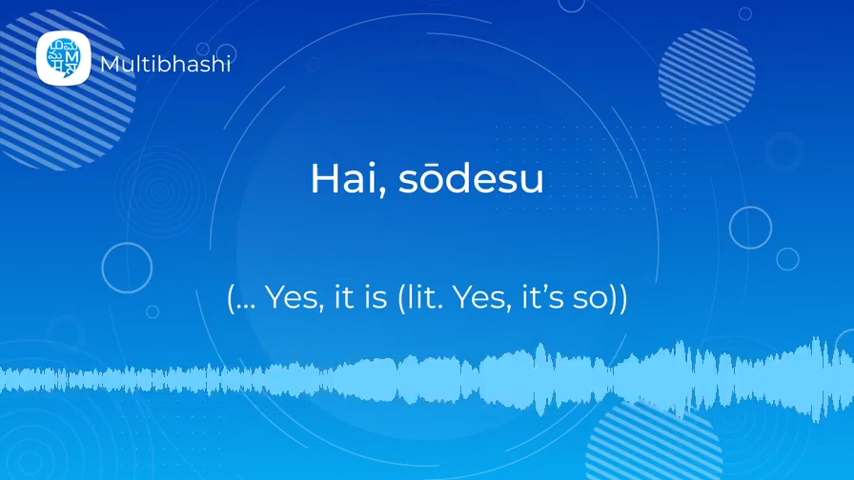 Multibhashi
Hai, sōdesu
(... Yes, it is (lit. Yes, it's so))